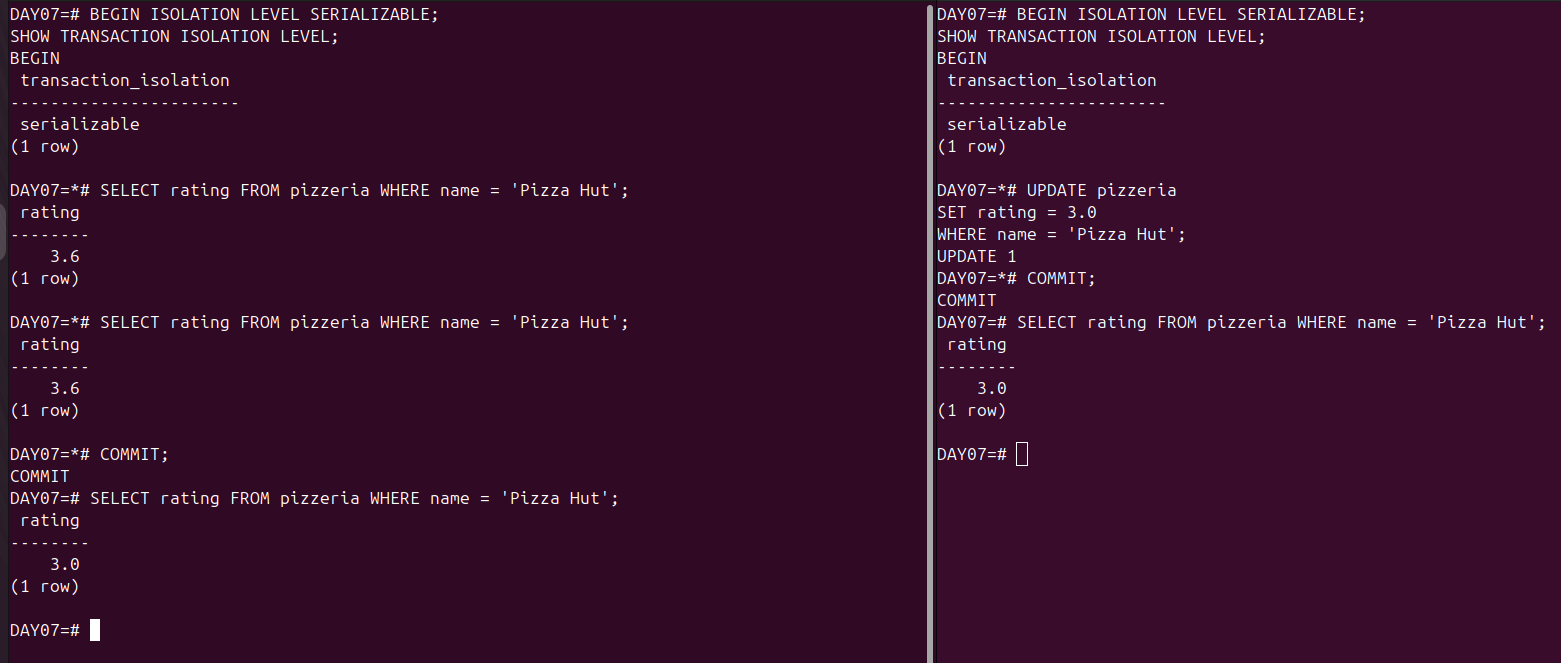 DAY07=# BEGIN ISOLATION LEVEL SERIALIZABLE;
SHOW TRANSACTION ISOLATION LEVEL;
BEGIN
 transaction_isolation
-----------------------
 serializable
(1 row)

DAY07=*# SELECT rating FROM pizzeria WHERE name = 'Pizza Hut';
 rating
--------
    3.6
(1 row)

DAY07=*# SELECT rating FROM pizzeria WHERE name = 'Pizza Hut';
 rating
--------
    3.6
(1 row)

DAY07=*# COMMIT;
COMMIT
DAY07=# SELECT rating FROM pizzeria WHERE name = 'Pizza Hut';
 rating
--------
    3.0
(1 row)

DAY07=#
DAY07=# BEGIN ISOLATION LEVEL SERIALIZABLE;
SHOW TRANSACTION ISOLATION LEVEL;
BEGIN
 transaction_isolation
-----------------------
 serializable
(1 row)

DAY07=*# UPDATE pizzeria
SET rating = 3.0
WHERE name = 'Pizza Hut';
UPDATE 1
DAY07=*# COMMIT;
COMMIT
DAY07=# SELECT rating FROM pizzeria WHERE name = 'Pizza Hut';
 rating
--------
    3.0
(1 row)

DAY07=#